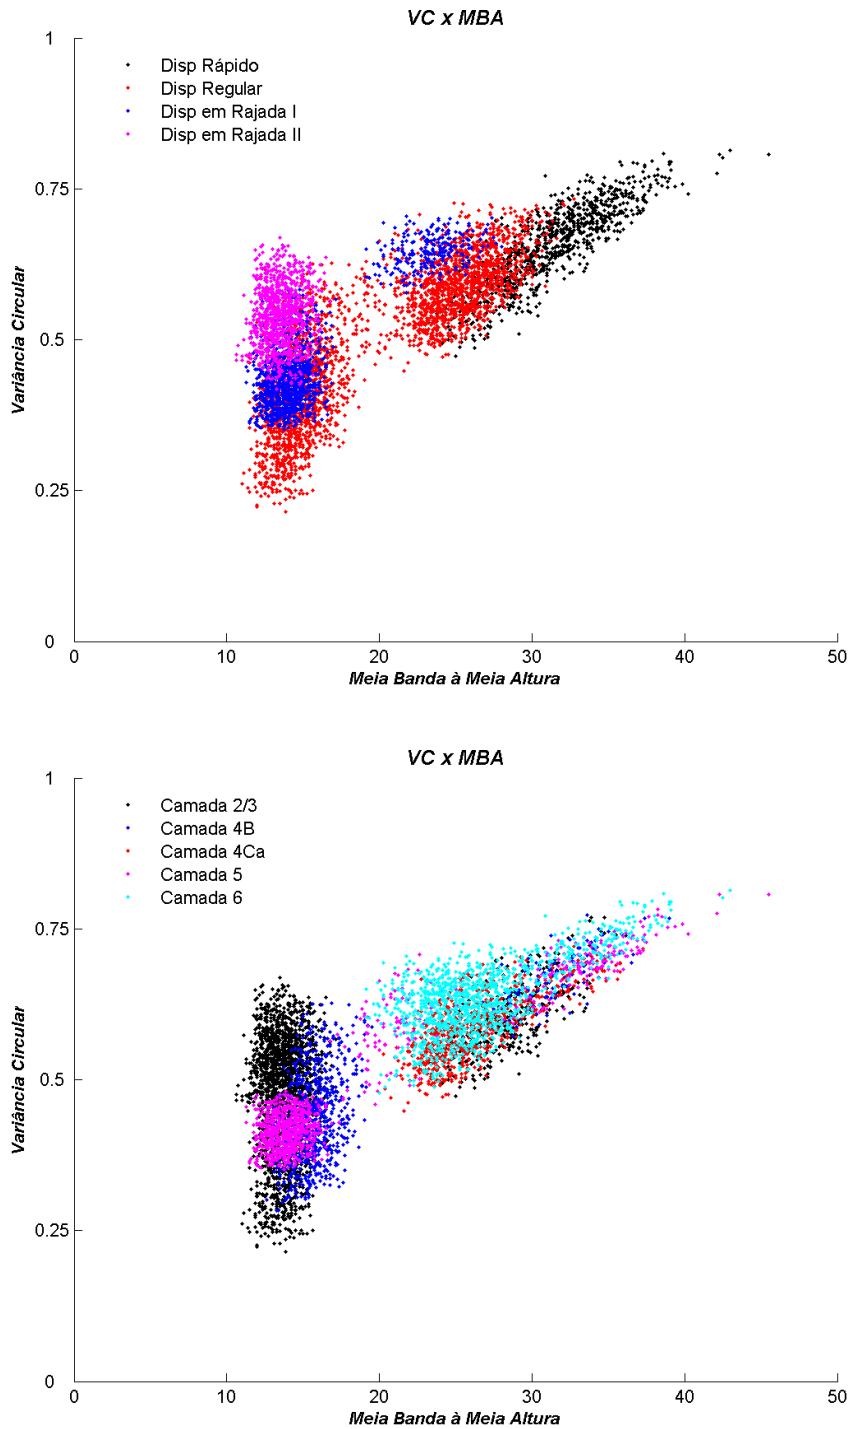 VC x MBA
1
Disp Rápido
Disp Regular
Disp em Rajada I
Disp em Rajada II
0.75
Variância Circular
0.5
0.25
0
0 10 20 30 40 50
Meia Banda à Meia Altura
VC x MBA
1
Camada 2/3
Camada 4B
Camada 4Ca
Camada 5
Camada 6
0.75
Variância Circular
0.5
0.25
0
0 10 20 30 40 50
Meia Banda à Meia Altura